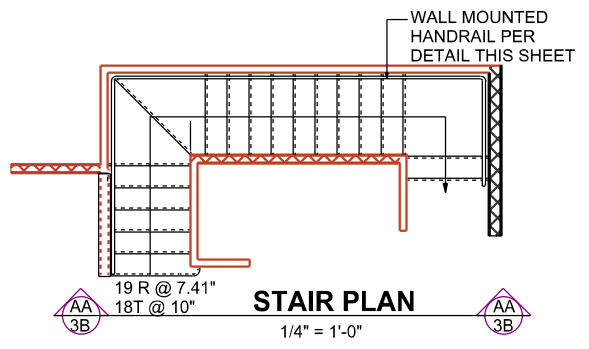 WALL MOUNTED
HANDRAIL PER
DETAIL THIS SHEET
19 R @ 7.41"
18T @ 10"
STAIR PLAN
1/4" = 1'-0"
AA
3B
AA
3B